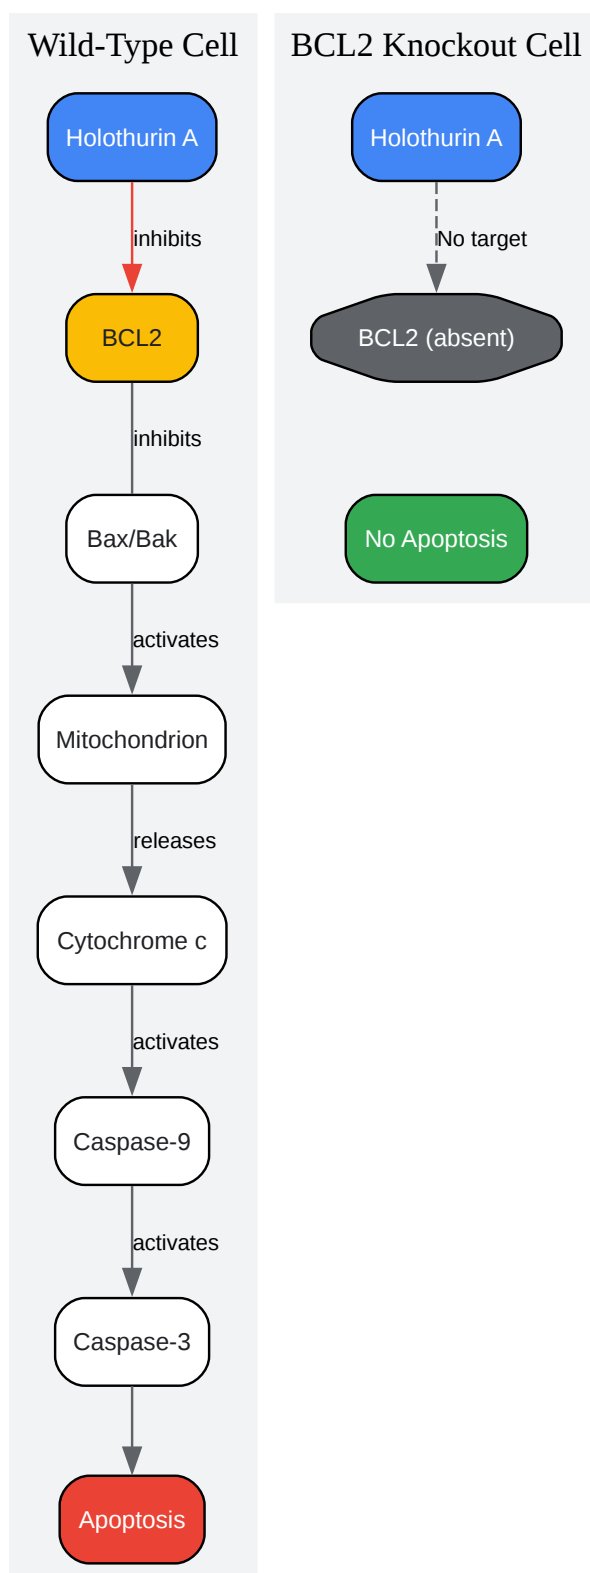 Wild-Type Cell
Holothurin A
inhibits
BCL2
inhibits
Bax/Bak
activates
Mitochondrion
releases
Cytochrome c
activates
Caspase-9
activates
Caspase-3
Apoptosis
BCL2 Knockout Cell
Holothurin A
No target
BCL2 (absent)
No Apoptosis